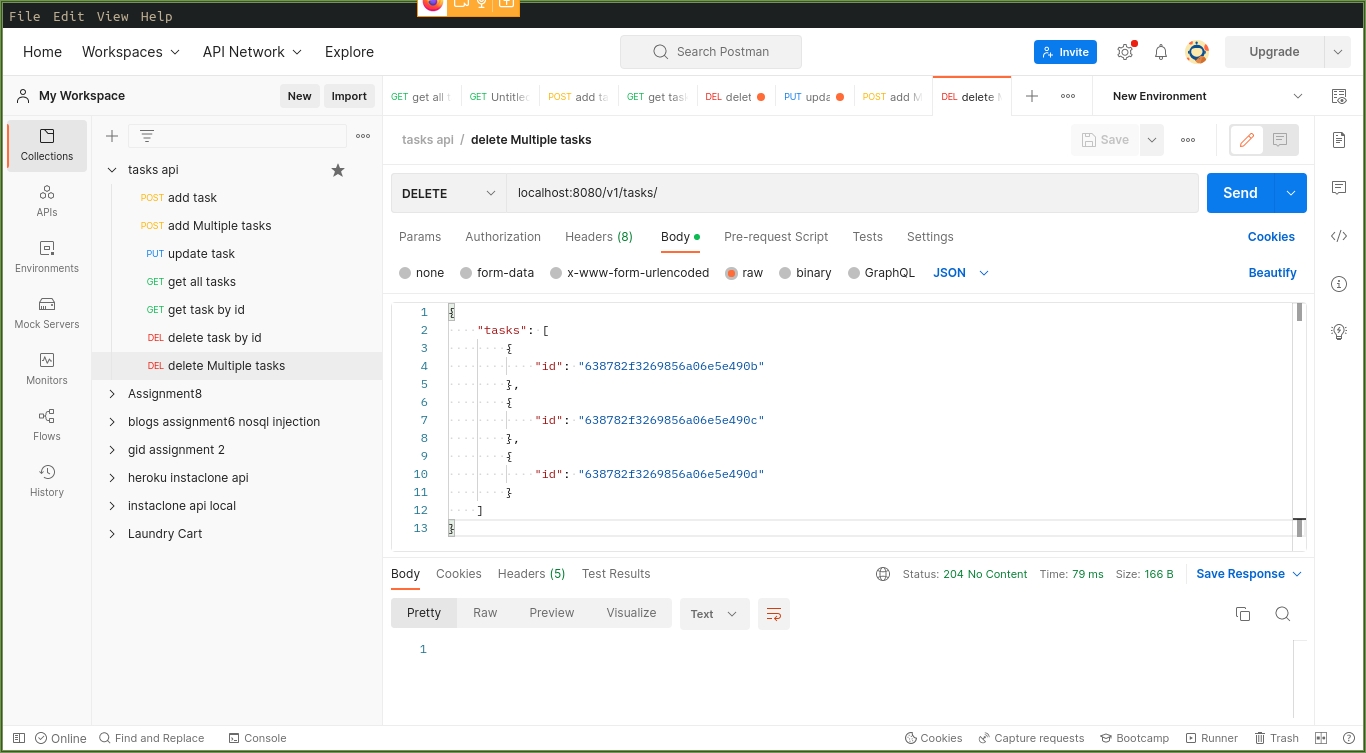 File Edit View Help
Home Workspaces API Network Explore Search Postman Invite Upgrade
My Workspace New Import GET get all t GET Untitled POST add ta GET get task DEL delet PUT upda POST add M DEL delete M New Environment
tasks api / delete Multiple tasks Save
Collections
APIs
Environments
Mock Servers
Monitors
Flows
History
tasks api
POST add task
POST add Multiple tasks
PUT update task
GET get all tasks
GET get task by id
DEL delete task by id
DEL delete Multiple tasks
Assignment8
blogs assignment6 nosql injection
gid assignment 2
heroku instaclone api
instaclone api local
Laundry Cart
DELETE localhost:8080/v1/tasks/ Send
Params Authorization Headers (8) Body Pre-request Script Tests Settings Cookies
none form-data x-www-form-urlencoded raw binary GraphQL JSON Beautify
1 {
2 "tasks": [
3 {
4 "id": "638782f3269856a06e5e490b"
5 },
6 {
7 "id": "638782f3269856a06e5e490c"
8 },
9 {
10 "id": "638782f3269856a06e5e490d"
11 }
12 ]
13 }
Body Cookies Headers (5) Test Results Status: 204 No Content Time: 79 ms Size: 166 B Save Response
Pretty Raw Preview Visualize Text
1
Online Find and Replace Console Cookies Capture requests Bootcamp Runner Trash